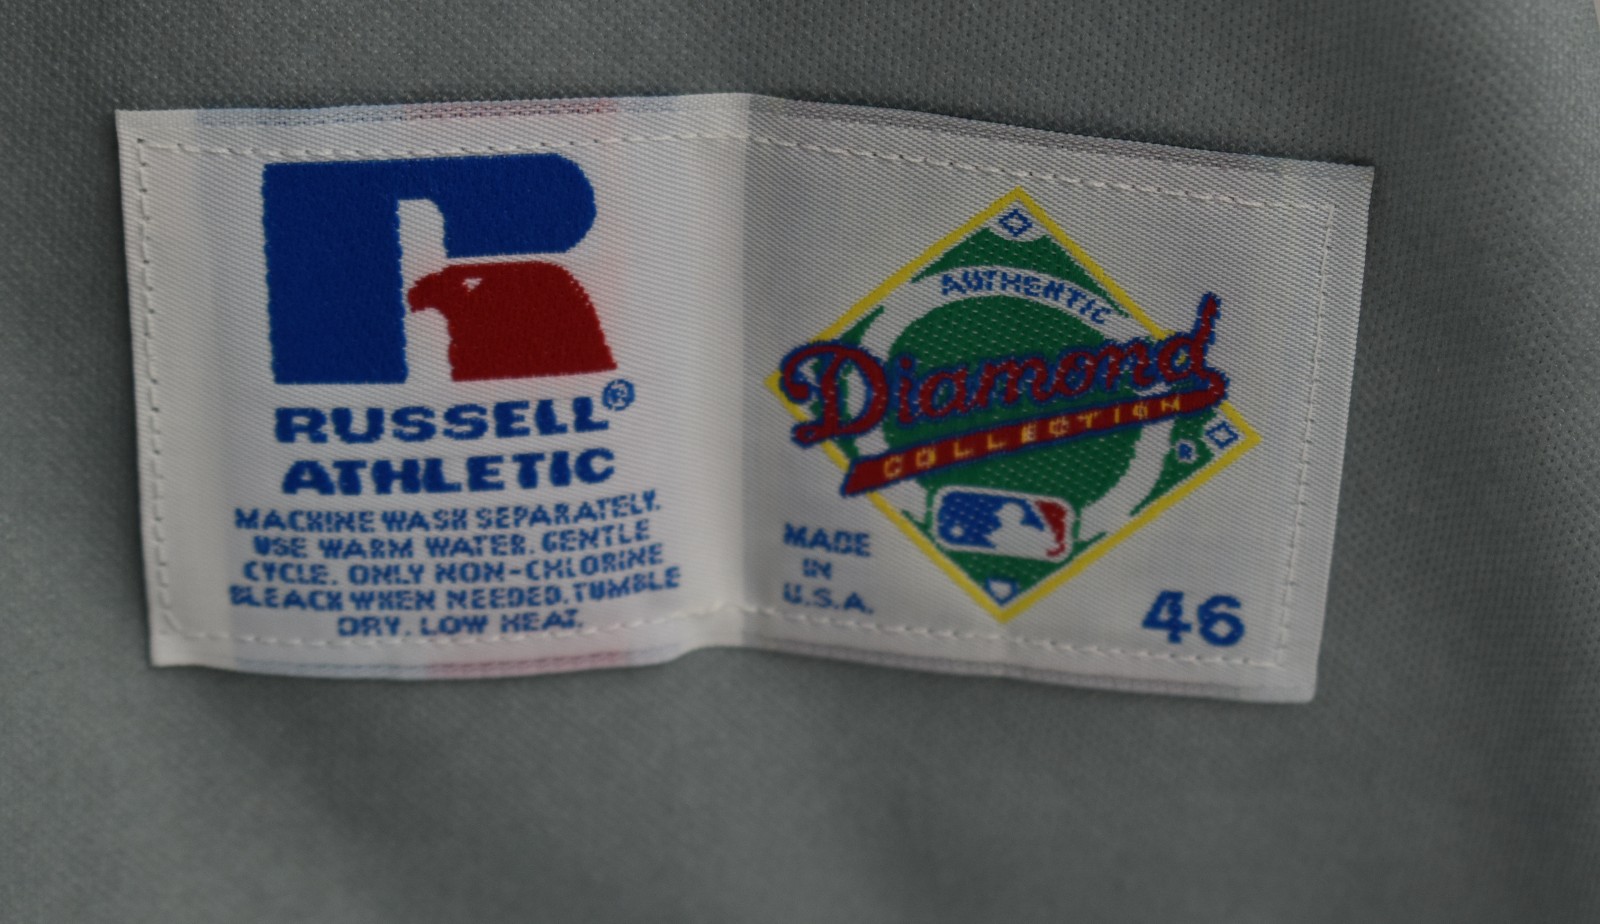 RUSSELL®
ATHLETIC
MACHINE WASH SEPARATELY.
USE WARM WATER. GENTLE
CYCLE. ONLY NON-CHLORINE
BLEACH WHEN NEEDED. TUMBLE
DRY. LOW HEAT.
AUTHENTIC
Diamond
COLLECTION
®
MADE
IN
U.S.A.
46